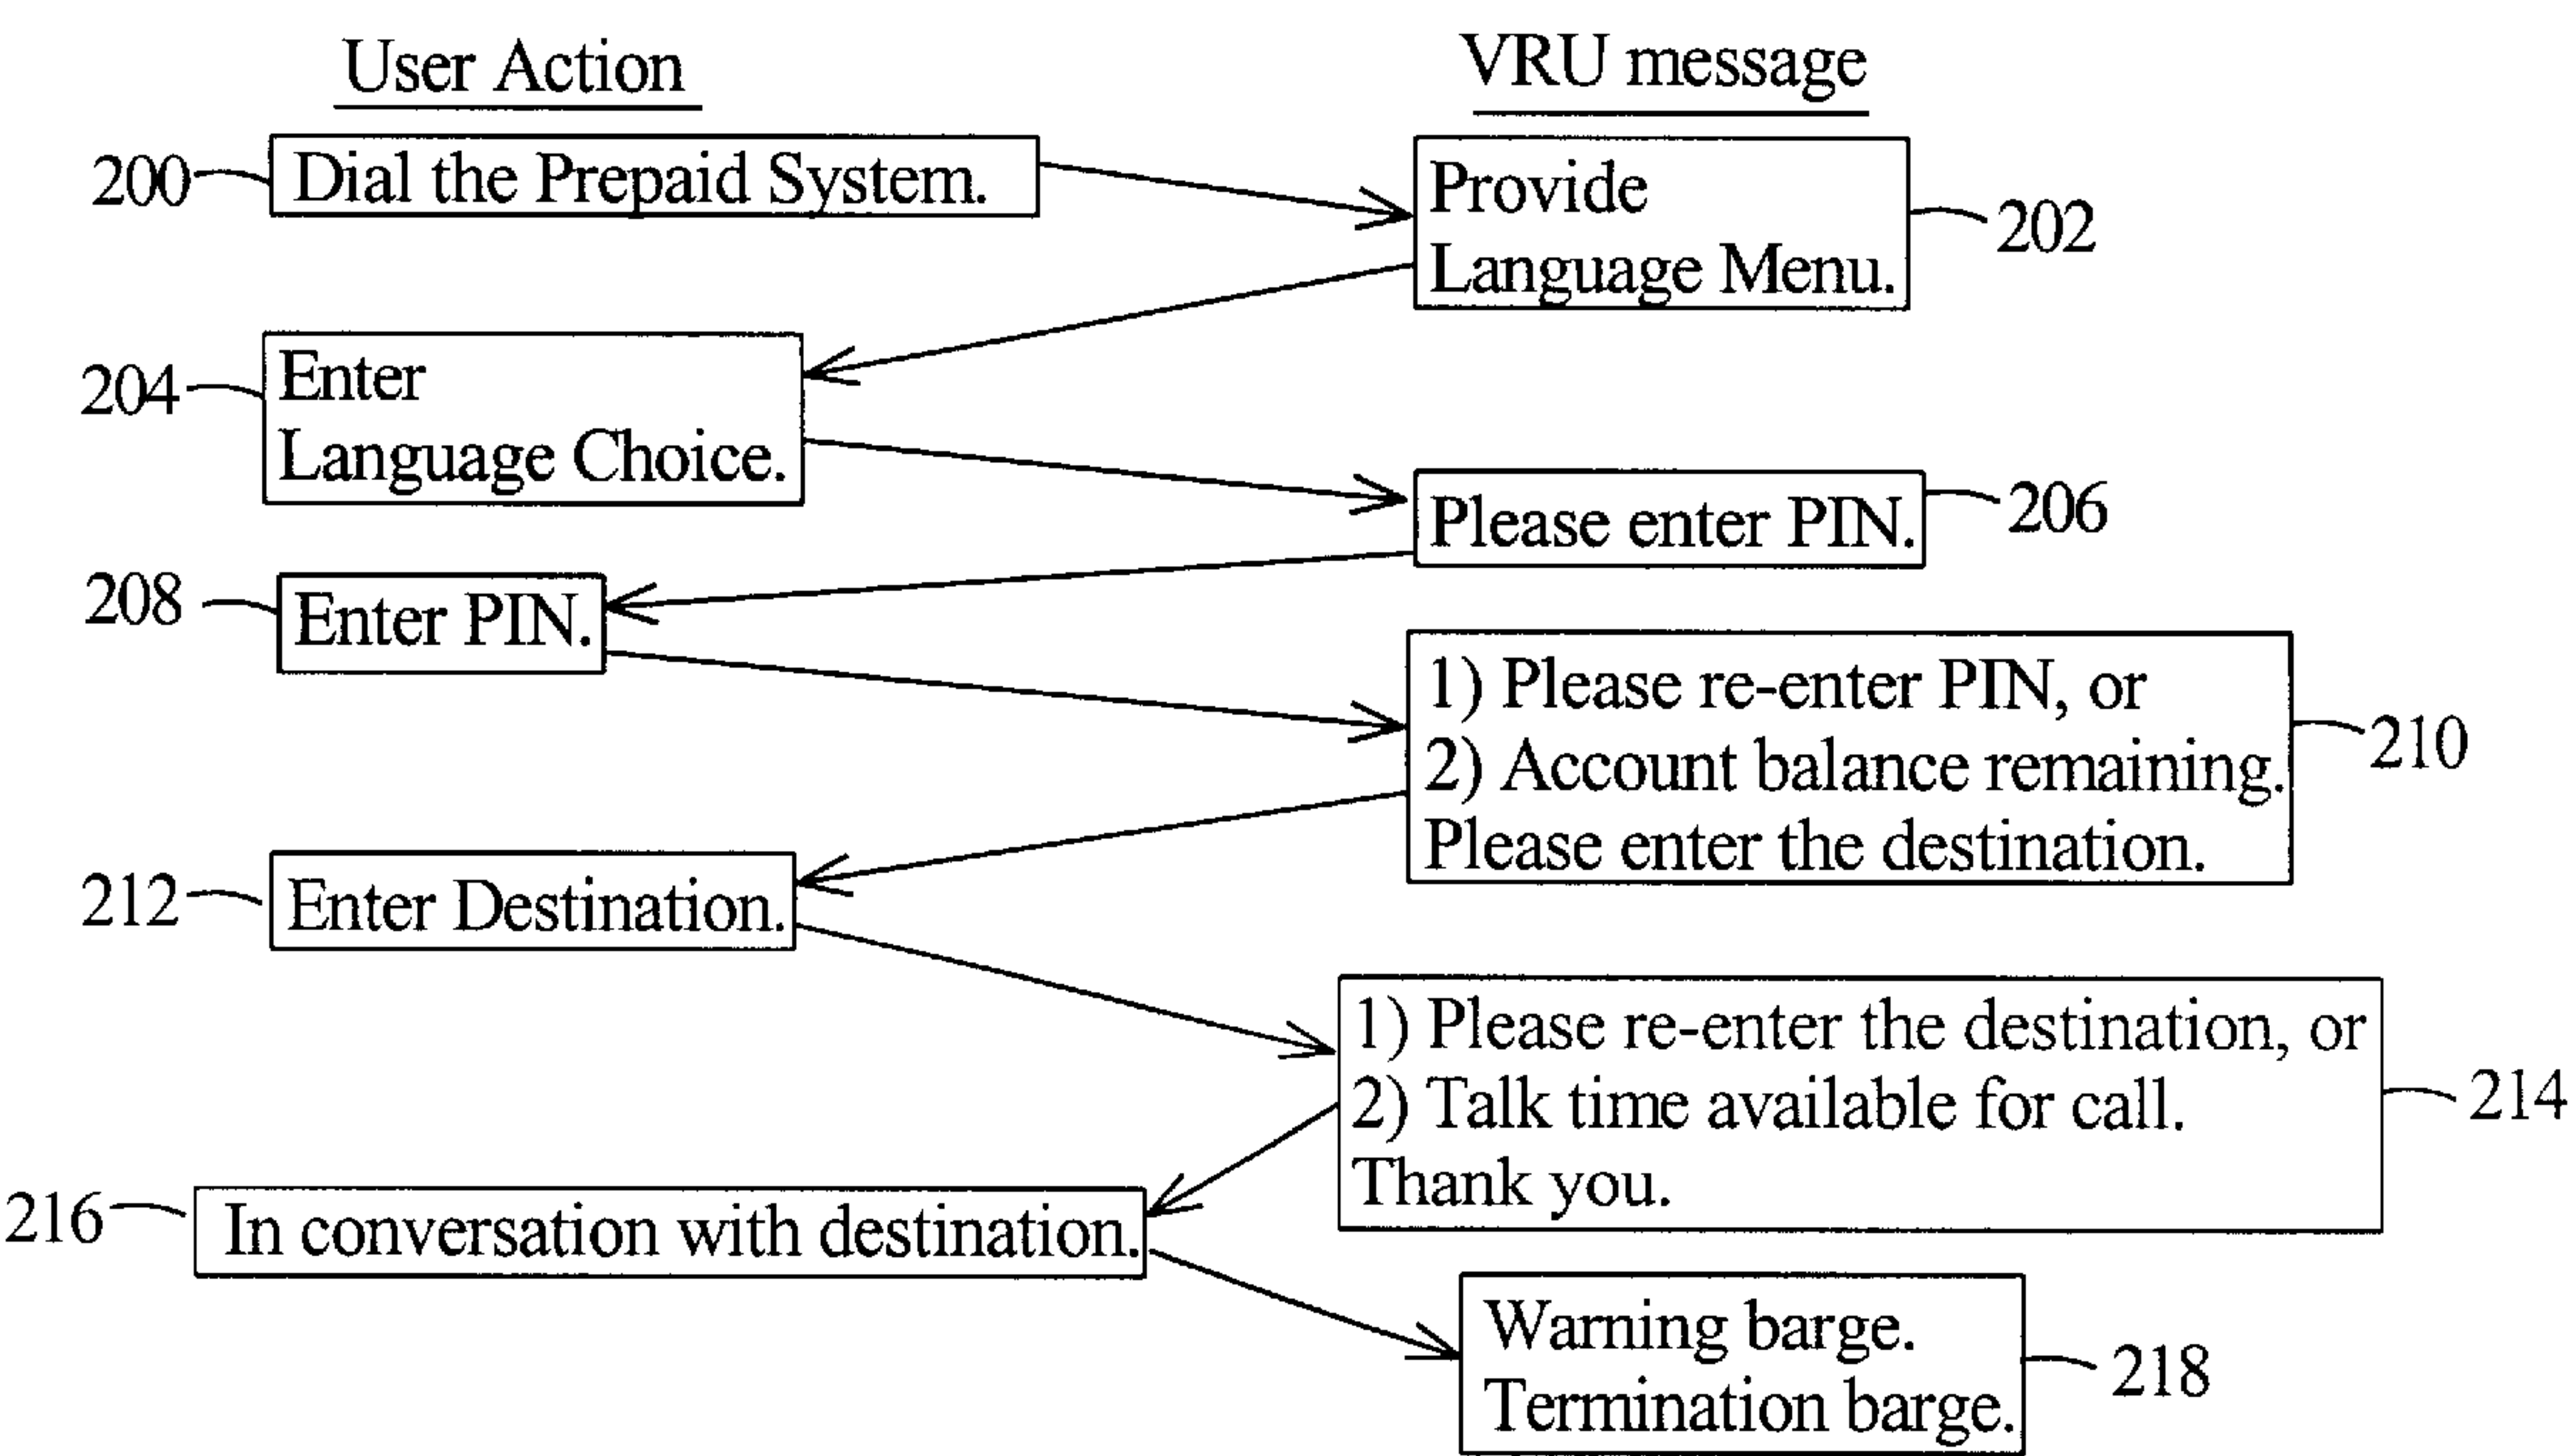 User Action
VRU message
200
Dial the Prepaid System.
Provide
Language Menu.
202
204
Enter
Language Choice.
Please enter PIN.
206
208
Enter PIN.
1) Please re-enter PIN, or
2) Account balance remaining.
Please enter the destination.
210
212
Enter Destination.
1) Please re-enter the destination, or
2) Talk time available for call.
Thank you.
214
216
In conversation with destination.
Warning barge.
Termination barge.
218